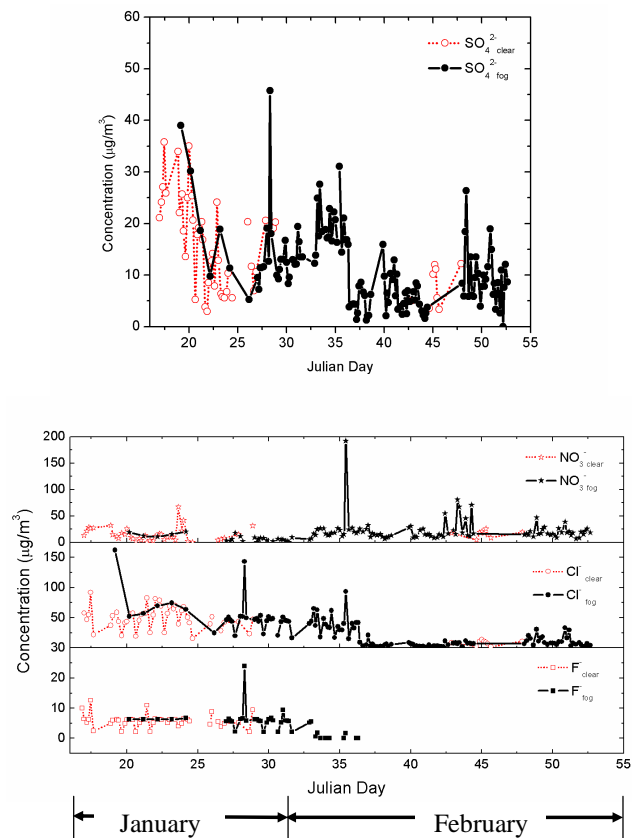 60
50
40
30
20
10
0
Concentration (μg/m³)
SO₄²⁻ clear
SO₄²⁻ fog
20 25 30 35 40 45 50 55
Julian Day
200
150
100
50
0
NO₃⁻ clear
NO₃⁻ fog
150
100
50
Cl⁻ clear
Cl⁻ fog
Concentration (μg/m³)
30
20
10
0
F⁻ clear
F⁻ fog
20 25 30 35 40 45 50 55
Julian Day
January February